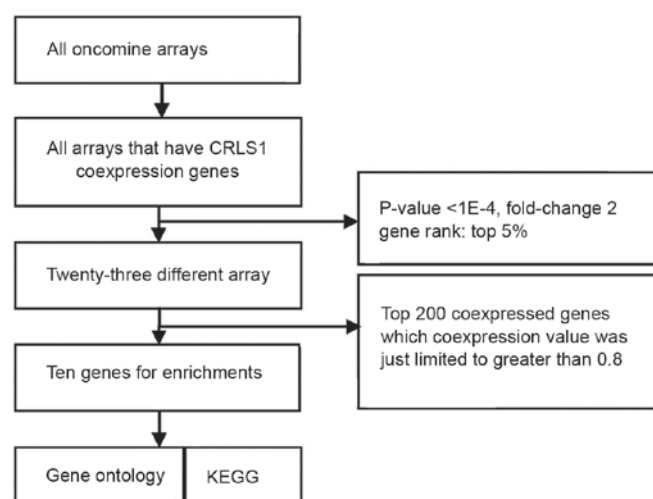 All oncomine arrays
All arrays that have CRLS1
coexpression genes
P-value <1E-4, fold-change 2
gene rank: top 5%
Twenty-three different array
Top 200 coexpressed genes
which coexpression value was
just limited to greater than 0.8
Ten genes for enrichments
Gene ontology
KEGG